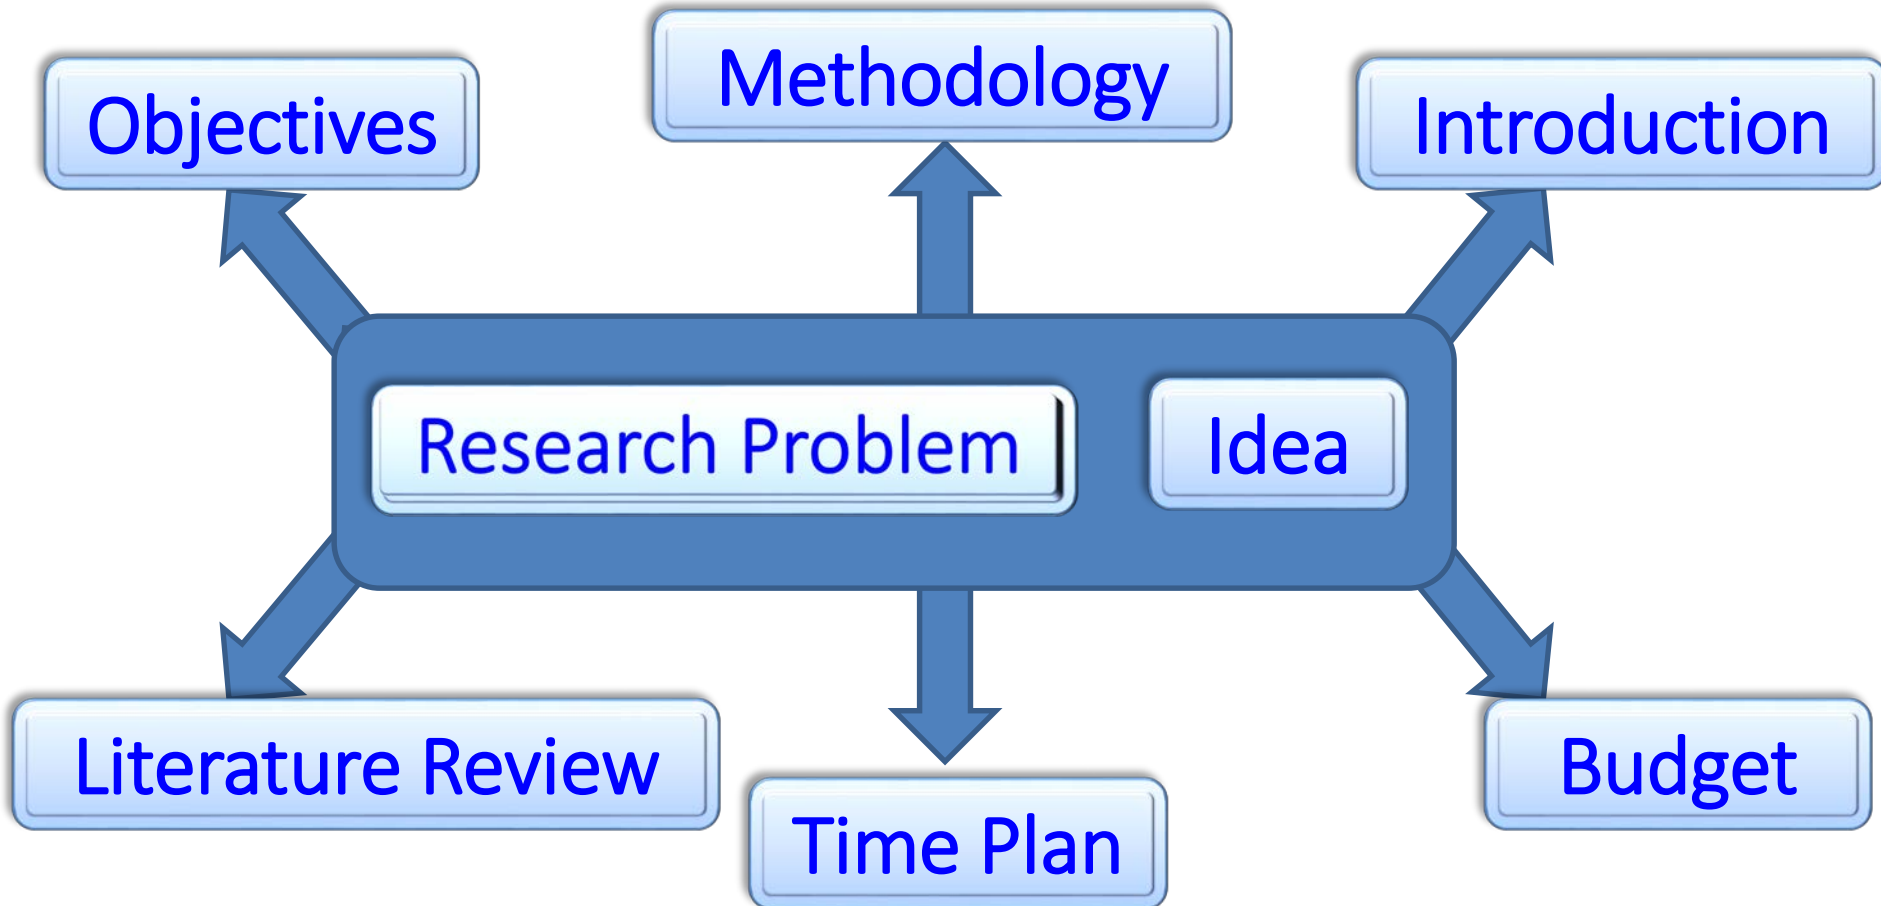 Objectives
Methodology
Introduction
Research Problem
Idea
Literature Review
Time Plan
Budget